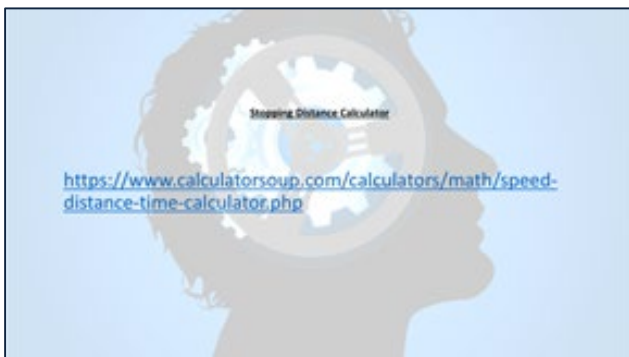 Stopping Distance Calculator
https://www.calculatorsoup.com/calculators/math/speed-
distance-time-calculator.php